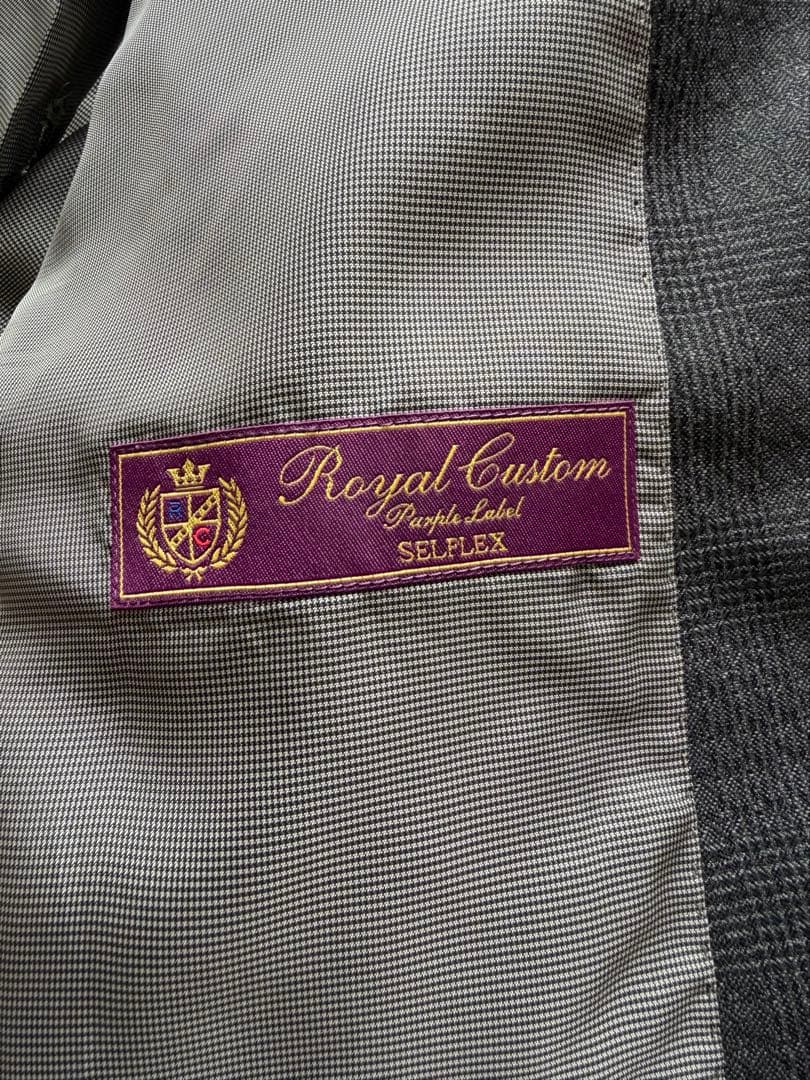 Royal Custom
Purple Label
SELFLEX
R
C